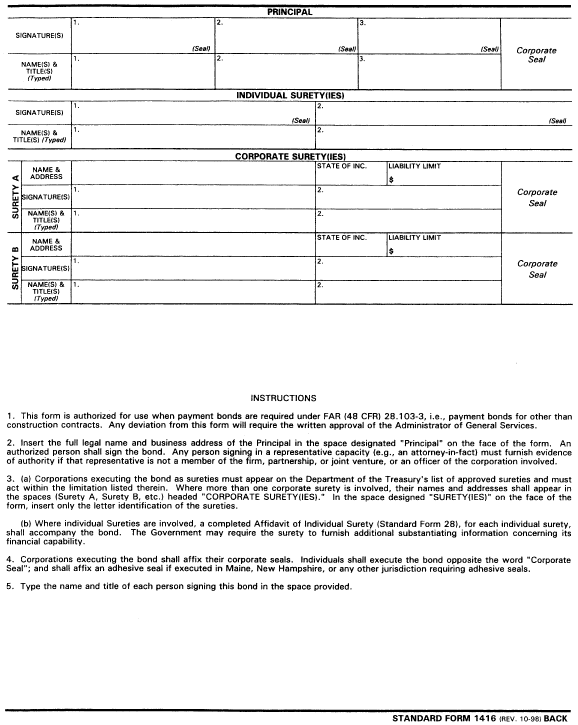 PRINCIPAL
SIGNATURE(S)
1.
(Seal)
2.
(Seal)
3.
(Seal)
Corporate
Seal
NAME(S) &
TITLE(S)
(Typed)
1.
2.
3.
INDIVIDUAL SURETY(IES)
SIGNATURE(S)
1.
(Seal)
2.
(Seal)
NAME(S) &
TITLE(S) (Typed)
1.
2.
CORPORATE SURETY(IES)
SURETY A
NAME &
ADDRESS
STATE OF INC.
LIABILITY LIMIT
$
Corporate
Seal
SIGNATURE(S)
1.
2.
NAME(S) &
TITLE(S)
(Typed)
1.
2.
SURETY B
NAME &
ADDRESS
STATE OF INC.
LIABILITY LIMIT
$
Corporate
Seal
SIGNATURE(S)
1.
2.
NAME(S) &
TITLE(S)
(Typed)
1.
2.
INSTRUCTIONS
1. This form is authorized for use when payment bonds are required under FAR (48 CFR) 28.103-3, i.e., payment bonds for other than
construction contracts. Any deviation from this form will require the written approval of the Administrator of General Services.
2. Insert the full legal name and business address of the Principal in the space designated "Principal" on the face of the form. An
authorized person shall sign the bond. Any person signing in a representative capacity (e.g., an attorney-in-fact) must furnish evidence
of authority if that representative is not a member of the firm, partnership, or joint venture, or an officer of the corporation involved.
3. (a) Corporations executing the bond as sureties must appear on the Department of the Treasury's list of approved sureties and must
act within the limitation listed therein. Where more than one corporate surety is involved, their names and addresses shall appear in
the spaces (Surety A, Surety B, etc.) headed "CORPORATE SURETY(IES)." In the space designed "SURETY(IES)" on the face of the
form, insert only the letter identification of the sureties.
(b) Where individual Sureties are involved, a completed Affidavit of Individual Surety (Standard Form 28), for each individual surety,
shall accompany the bond. The Government may require the surety to furnish additional substantiating information concerning its
financial capability.
4. Corporations executing the bond shall affix their corporate seals. Individuals shall execute the bond opposite the word "Corporate
Seal"; and shall affix an adhesive seal if executed in Maine, New Hampshire, or any other jurisdiction requiring adhesive seals.
5. Type the name and title of each person signing this bond in the space provided.
STANDARD FORM 1416 (REV. 10-98) BACK